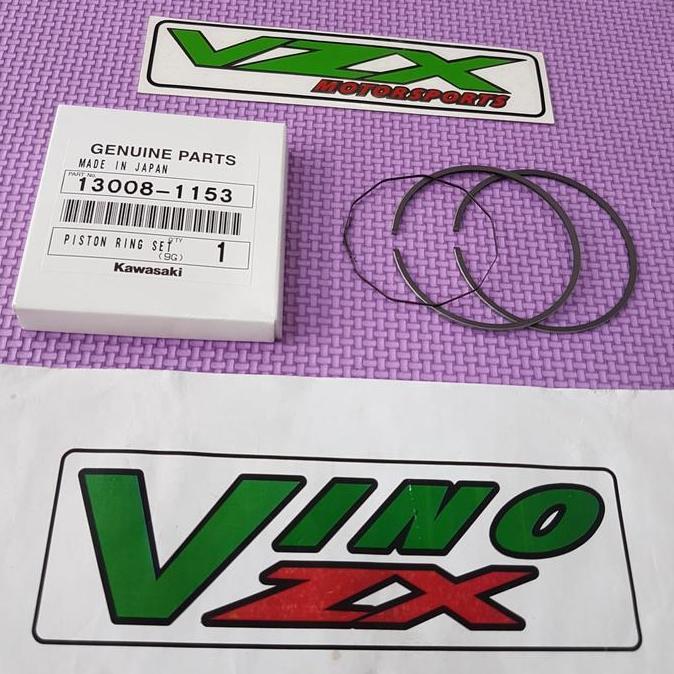 VZX
MOTORSPORTS
GENUINE PARTS
MADE IN JAPAN
PART No.
13008-1153
PISTON RING SET
QTY
1
(9G)
Kawasaki
VINO
ZX